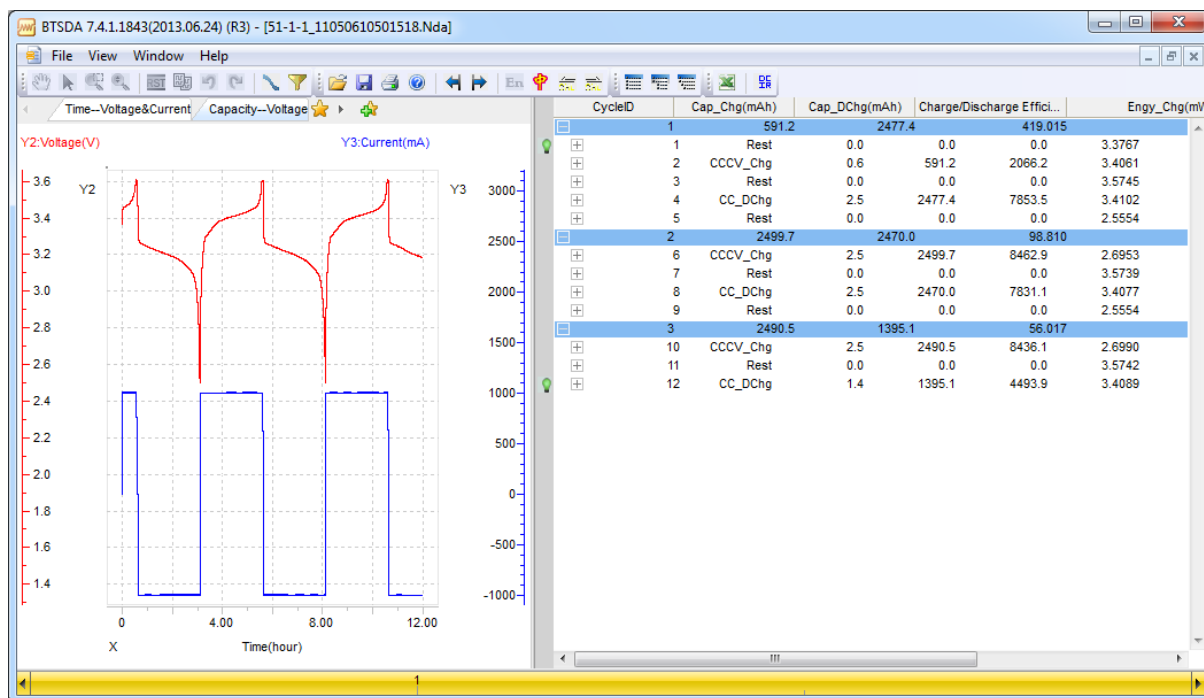 BTSDA 7.4.1.1843(2013.06.24) (R3) - [51-1-1_11050610501518.Nda]
File View Window Help
RST En DC IR
Time--Voltage&Current Capacity--Voltage
Y2:Voltage(V) Y3:Current(mA)
Y2 Y3
3.6
3.4
3.2
3.0
2.8
2.6
2.4
2.2
2.0
1.8
1.6
1.4
3000
2500
2000
1500
1000
500
0
-500
-1000
0 4.00 8.00 12.00
X Time(hour)
CycleID Cap_Chg(mAh) Cap_DChg(mAh) Charge/Discharge Effici... Engy_Chg(mW
1 591.2 2477.4 419.015
1 Rest 0.0 0.0 0.0 3.3767
2 CCCV_Chg 0.6 591.2 2066.2 3.4061
3 Rest 0.0 0.0 0.0 3.5745
4 CC_DChg 2.5 2477.4 7853.5 3.4102
5 Rest 0.0 0.0 0.0 2.5554
2 2499.7 2470.0 98.810
6 CCCV_Chg 2.5 2499.7 8462.9 2.6953
7 Rest 0.0 0.0 0.0 3.5739
8 CC_DChg 2.5 2470.0 7831.1 3.4077
9 Rest 0.0 0.0 0.0 2.5554
3 2490.5 1395.1 56.017
10 CCCV_Chg 2.5 2490.5 8436.1 2.6990
11 Rest 0.0 0.0 0.0 3.5742
12 CC_DChg 1.4 1395.1 4493.9 3.4089
1